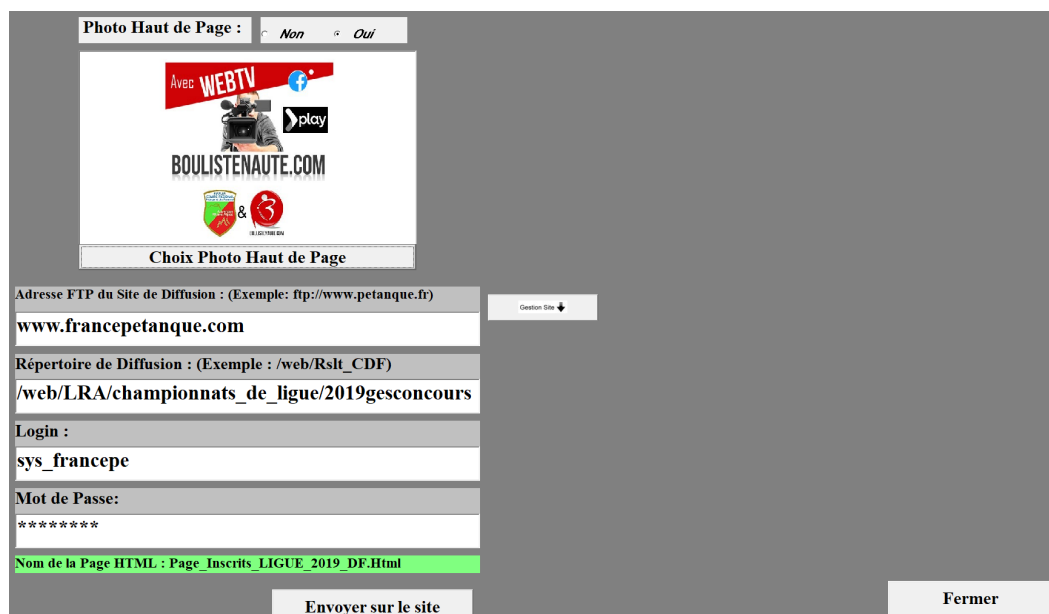 Photo Haut de Page :
Non
Oui
Avec WEBTV
play
BOULISTENAUTE.COM
&
Choix Photo Haut de Page
Adresse FTP du Site de Diffusion : (Exemple: ftp://www.petanque.fr)
Gestion Site
www.francepetanque.com
Répertoire de Diffusion : (Exemple : /web/Rslt_CDF)
/web/LRA/championnats_de_ligue/2019gesconcours
Login :
sys_francepe
Mot de Passe:
********
Nom de la Page HTML : Page_Inscrits_LIGUE_2019_DF.Html
Envoyer sur le site
Fermer